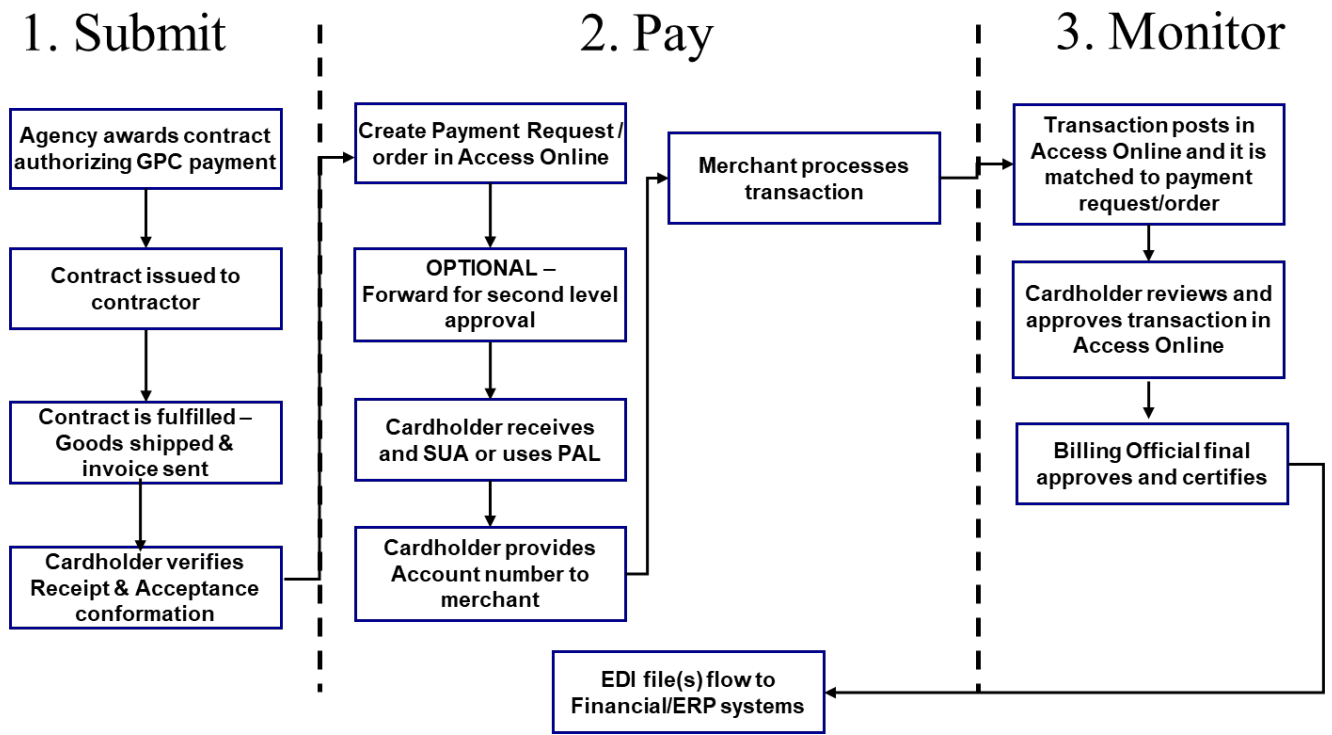 1. Submit
2. Pay
3. Monitor
Agency awards contract
authorizing GPC payment
Contract issued to
contractor
Contract is fulfilled –
Goods shipped &
invoice sent
Cardholder verifies
Receipt & Acceptance
conformation
Create Payment Request /
order in Access Online
OPTIONAL –
Forward for second level
approval
Cardholder receives
and SUA or uses PAL
Cardholder provides
Account number to
merchant
Merchant processes
transaction
Transaction posts in
Access Online and it is
matched to payment
request/order
Cardholder reviews and
approves transaction in
Access Online
Billing Official final
approves and certifies
EDI file(s) flow to
Financial/ERP systems